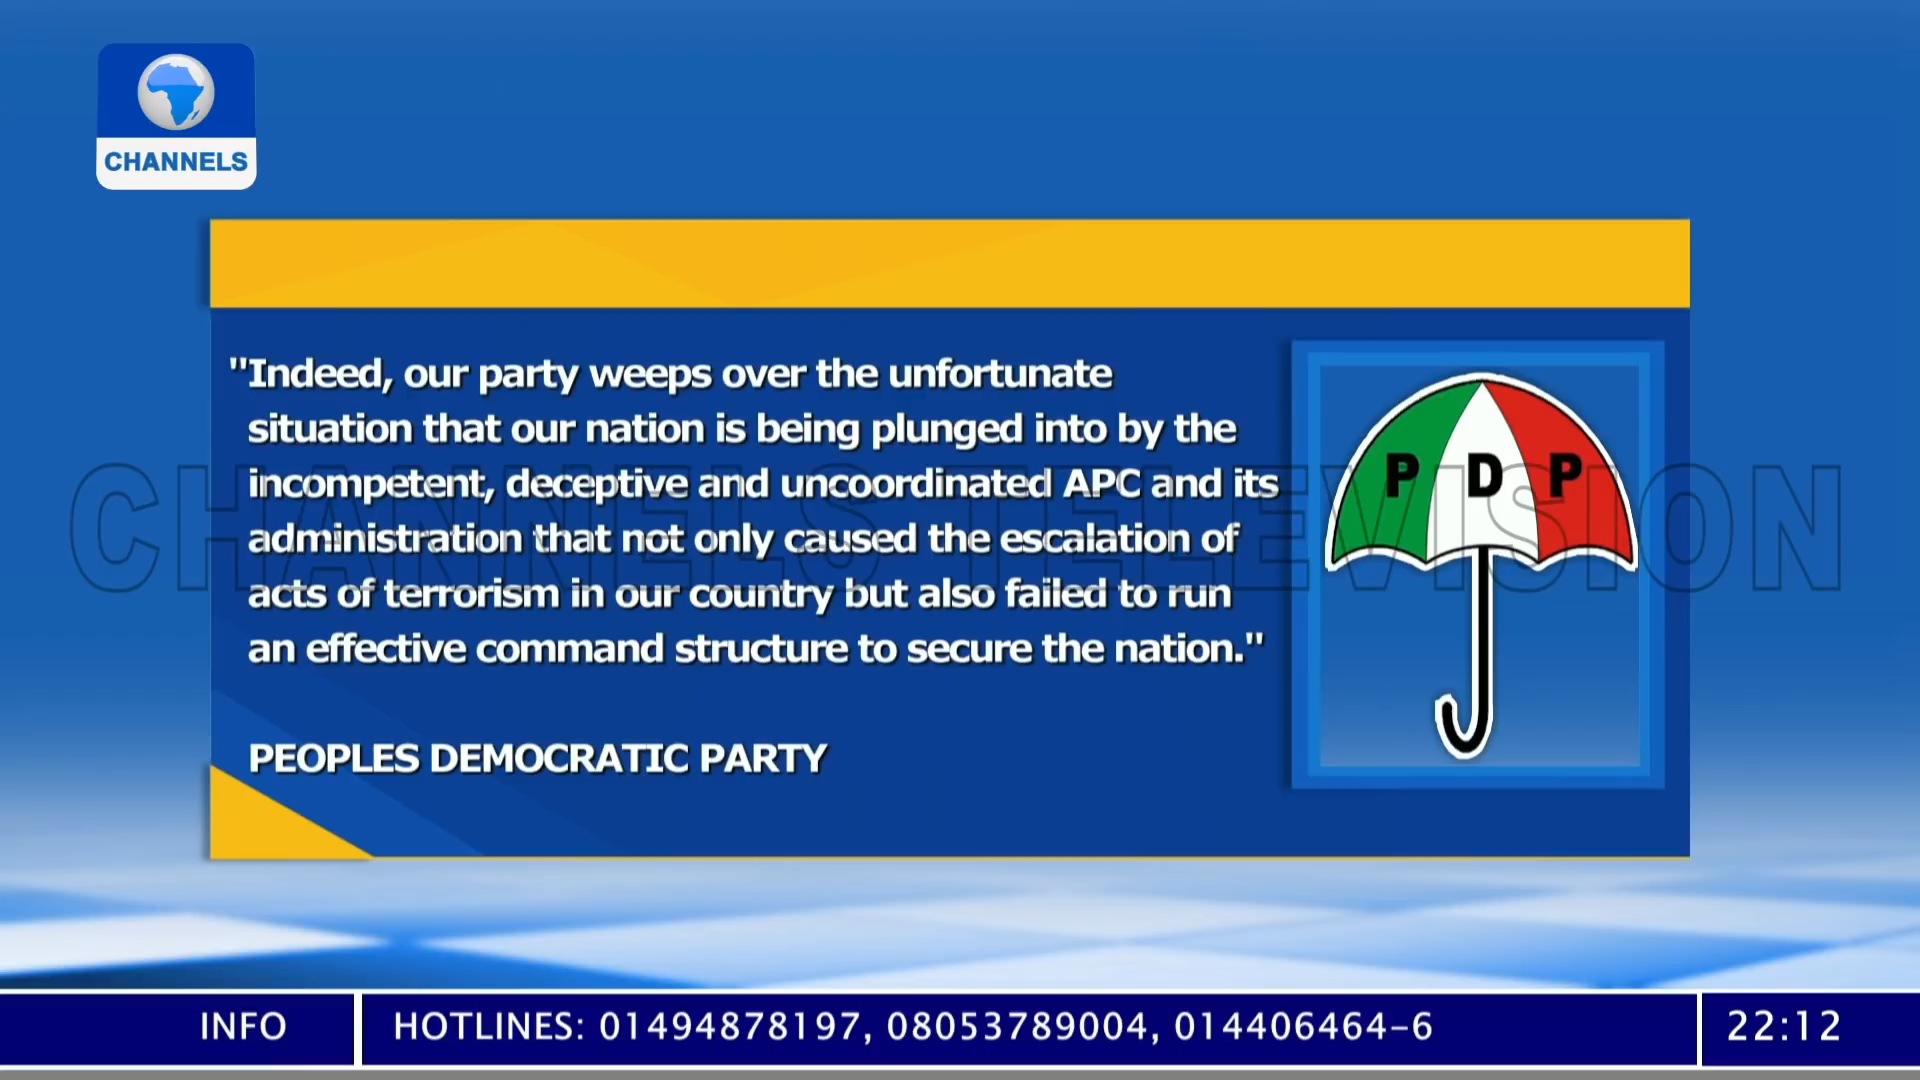 CHANNELS
"Indeed, our party weeps over the unfortunate
situation that our nation is being plunged into by the
incompetent, deceptive and uncoordinated APC and its
administration that not only caused the escalation of
acts of terrorism in our country but also failed to run
an effective command structure to secure the nation."
PEOPLES DEMOCRATIC PARTY
P D P
CHANNELS TELEVISION
INFO
HOTLINES: 01494878197, 08053789004, 014406464-6
22:12